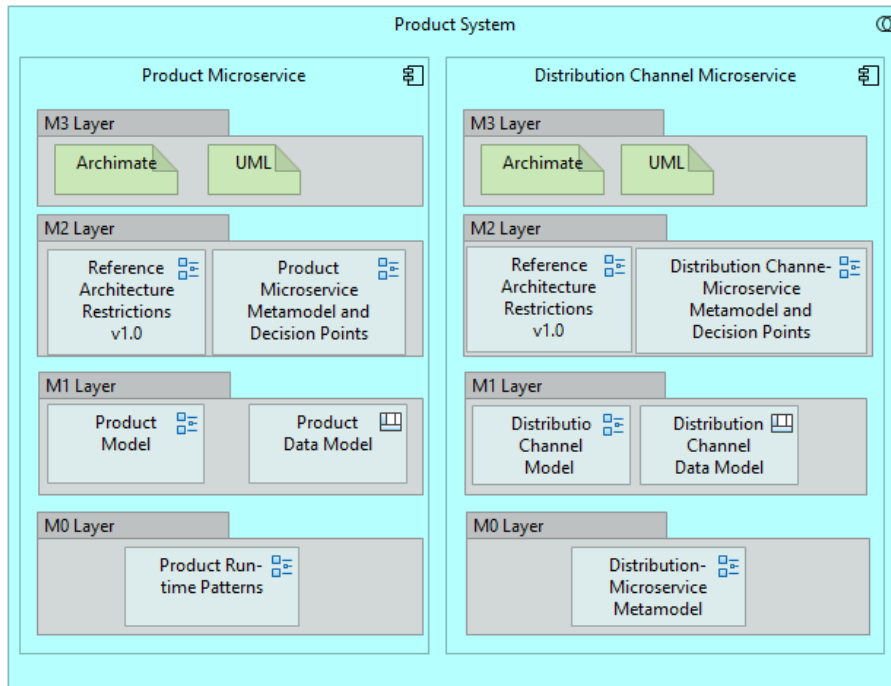 Product System
Product Microservice
M3 Layer
Archimate
UML
M2 Layer
Reference
Architecture
Restrictions
v1.0
Product
Microservice
Metamodel and
Decision Points
M1 Layer
Product
Model
Product
Data Model
M0 Layer
Product Run-
time Patterns
Distribution Channel Microservice
M3 Layer
Archimate
UML
M2 Layer
Reference
Architecture
Restrictions
v1.0
Distribution Channe-
Microservice
Metamodel and
Decision Points
M1 Layer
Distributio
Channel
Model
Distribution
Channel
Data Model
M0 Layer
Distribution-
Microservice
Metamodel